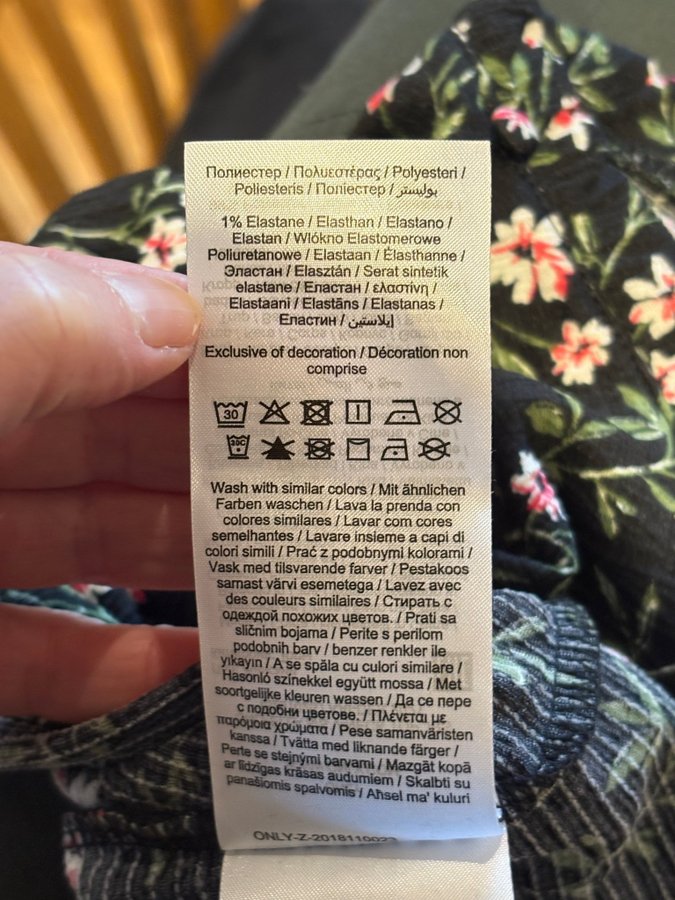 Полиестер / Πολυεστέρας / Polyesteri /
Poliesteris / Поліестер / بوليستر
1% Elastane / Elasthan / Elastano /
Elastan / Wlókno Elastomerowe
Poliuretanowe / Elastaan / Élasthanne /
Эластан / Elasztán / Serat sintetik
elastane / Еластан / ελαστίνη /
Elastaani / Elastāns / Elastanas /
Еластин / إيلاستين
Exclusive of decoration / Décoration non
comprise
30
30C
Wash with similar colors / Mit ähnlichen
Farben waschen / Lava la prenda con
colores similares / Lavar com cores
semelhantes / Lavare insieme a capi di
colori simili / Prać z podobnymi kolorami /
Vask med tilsvarende farver / Pestakoos
samast värvi esemetega / Lavez avec
des couleurs similaires / Стирать с
одеждой похожих цветов. / Prati sa
sličnim bojama / Perite s perilom
podobnih barv / benzer renkler ile
yıkayın / A se spăla cu culori similare /
Hasonló színekkel együtt mossa / Met
soortgelijke kleuren wassen / Да се пере
с подобни цветове. / Πλένεται με
παρόμοια χρώματα / Pese samanväristen
kanssa / Tvätta med liknande färger /
Perte se stejnými barvami / Mazgāt kopā
ar līdzīgas krāsas audumiem / Skalbti su
panašiomis spalvomis / Aħsel ma' kuluri